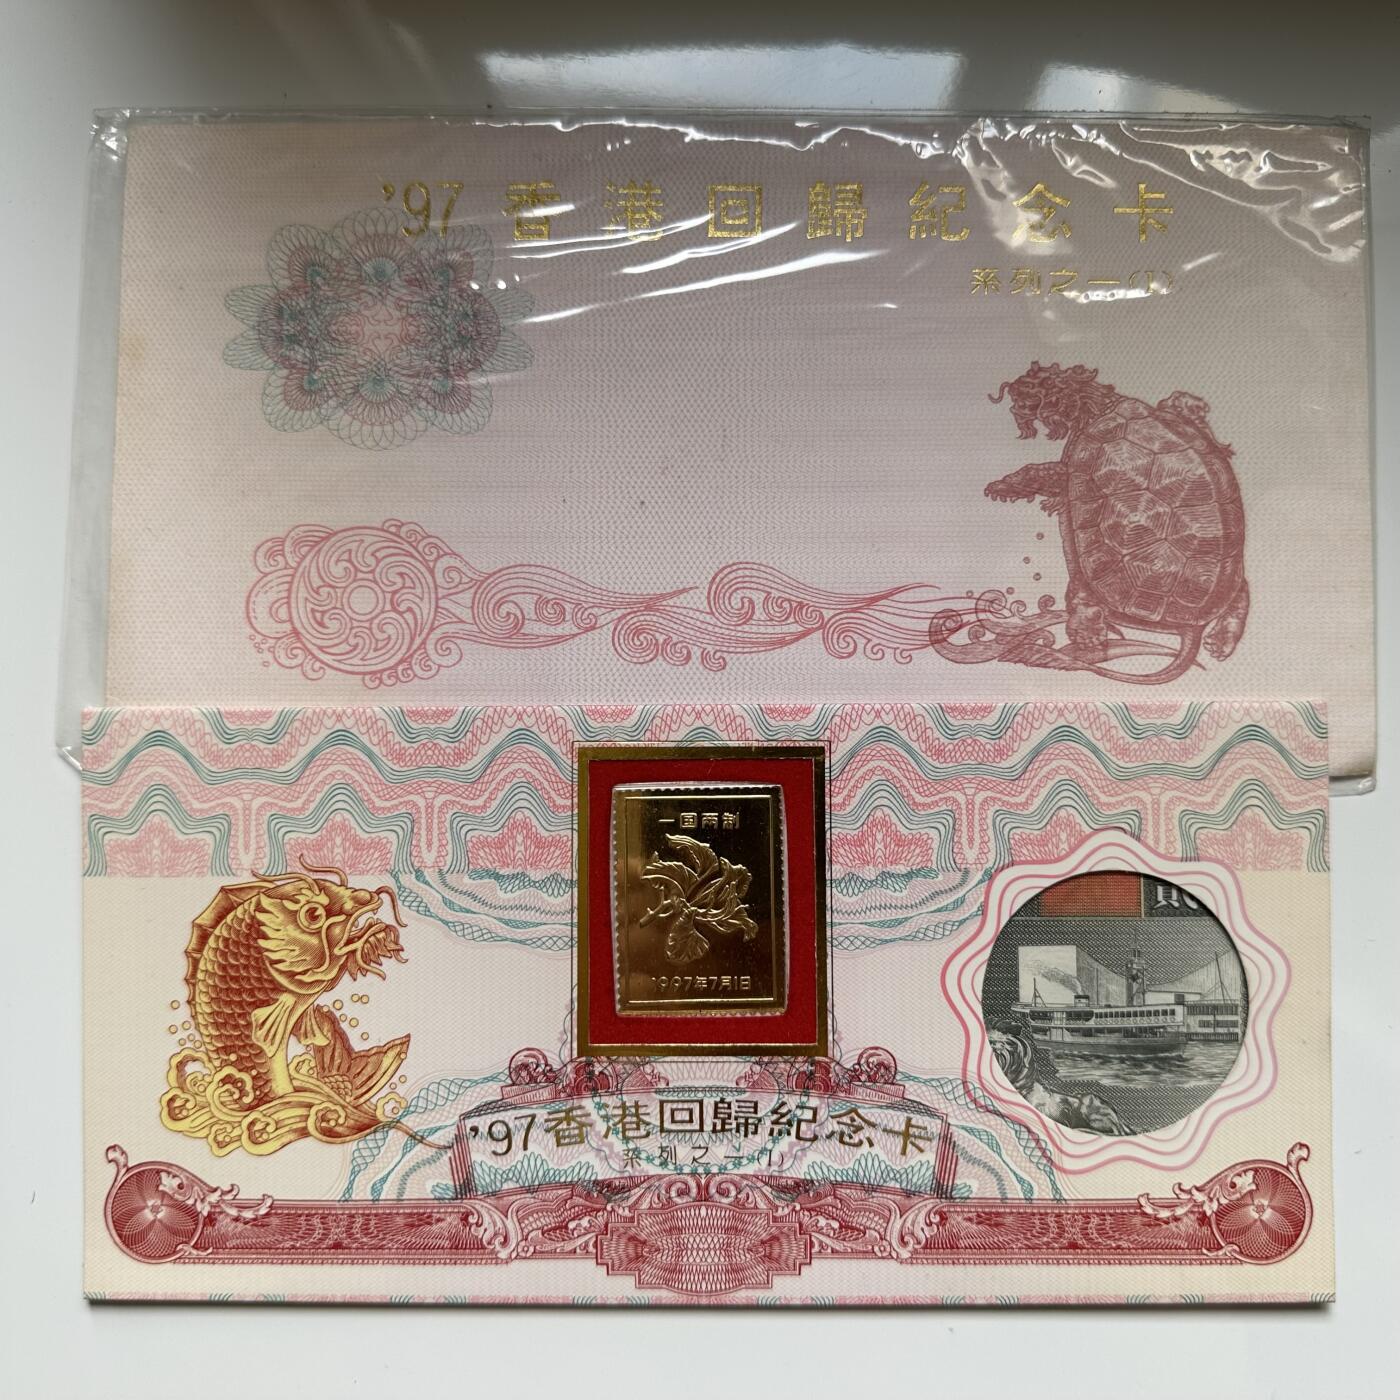 '97 香港回歸紀念卡
系列之一(1)
一国两制
1997年7月1日
'97香港回歸紀念卡
系列之一(1)